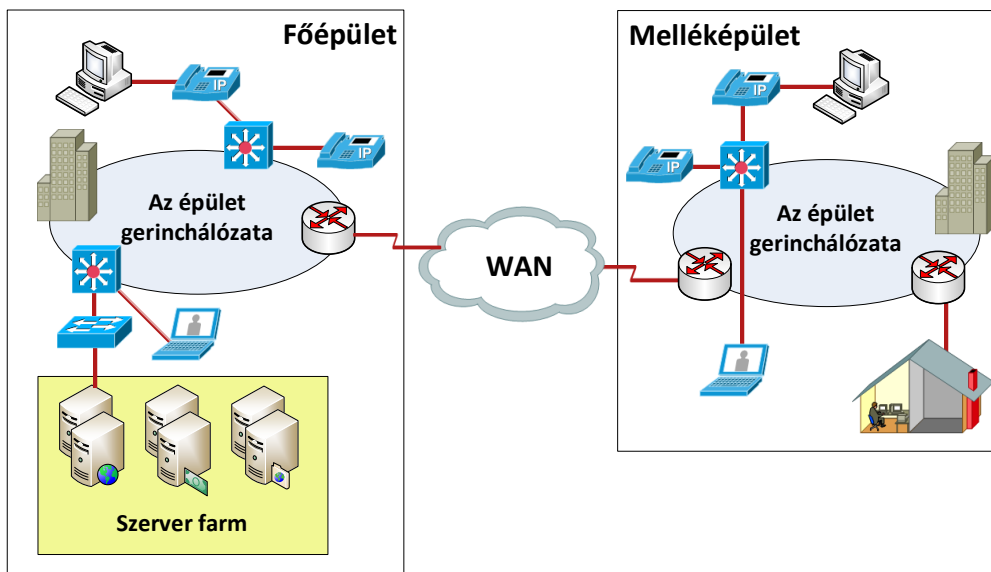 Főépület
IP
IP
Az épület
gerinchálózata
Szerver farm
WAN
Melléképület
IP
IP
Az épület
gerinchálózata